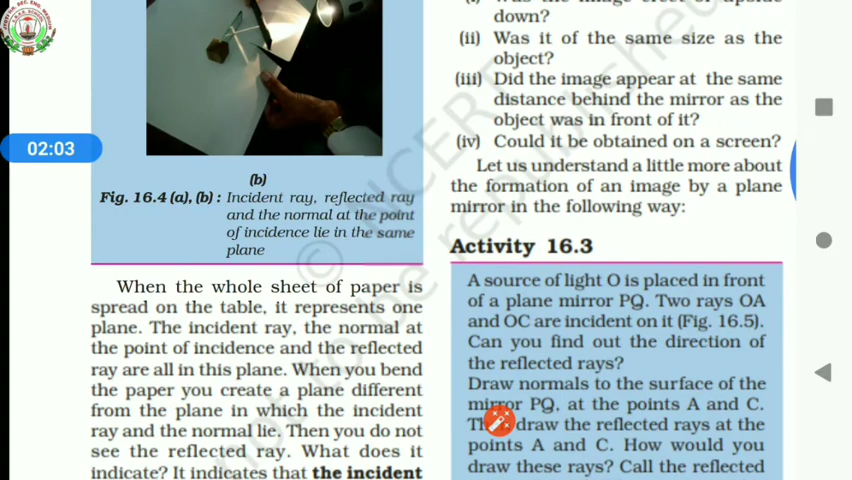 02:03
(b)
Fig. 16.4 (a), (b) : Incident ray, reflected ray
and the normal at the point
of incidence lie in the same
plane
When the whole sheet of paper is
spread on the table, it represents one
plane. The incident ray, the normal at
the point of incidence and the reflected
ray are all in this plane. When you bend
the paper you create a plane different
from the plane in which the incident
ray and the normal lie. Then you do not
see the reflected ray. What does it
indicate? It indicates that the incident
down?
(ii) Was it of the same size as the
object?
(iii) Did the image appear at the same
distance behind the mirror as the
object was in front of it?
(iv) Could it be obtained on a screen?
Let us understand a little more about
the formation of an image by a plane
mirror in the following way:
Activity 16.3
A source of light O is placed in front
of a plane mirror PQ. Two rays OA
and OC are incident on it (Fig. 16.5).
Can you find out the direction of
the reflected rays?
Draw normals to the surface of the
mirror PQ, at the points A and C.
draw the reflected rays at the
points A and C. How would you
draw these rays? Call the reflected
© NCERT
not to be republished